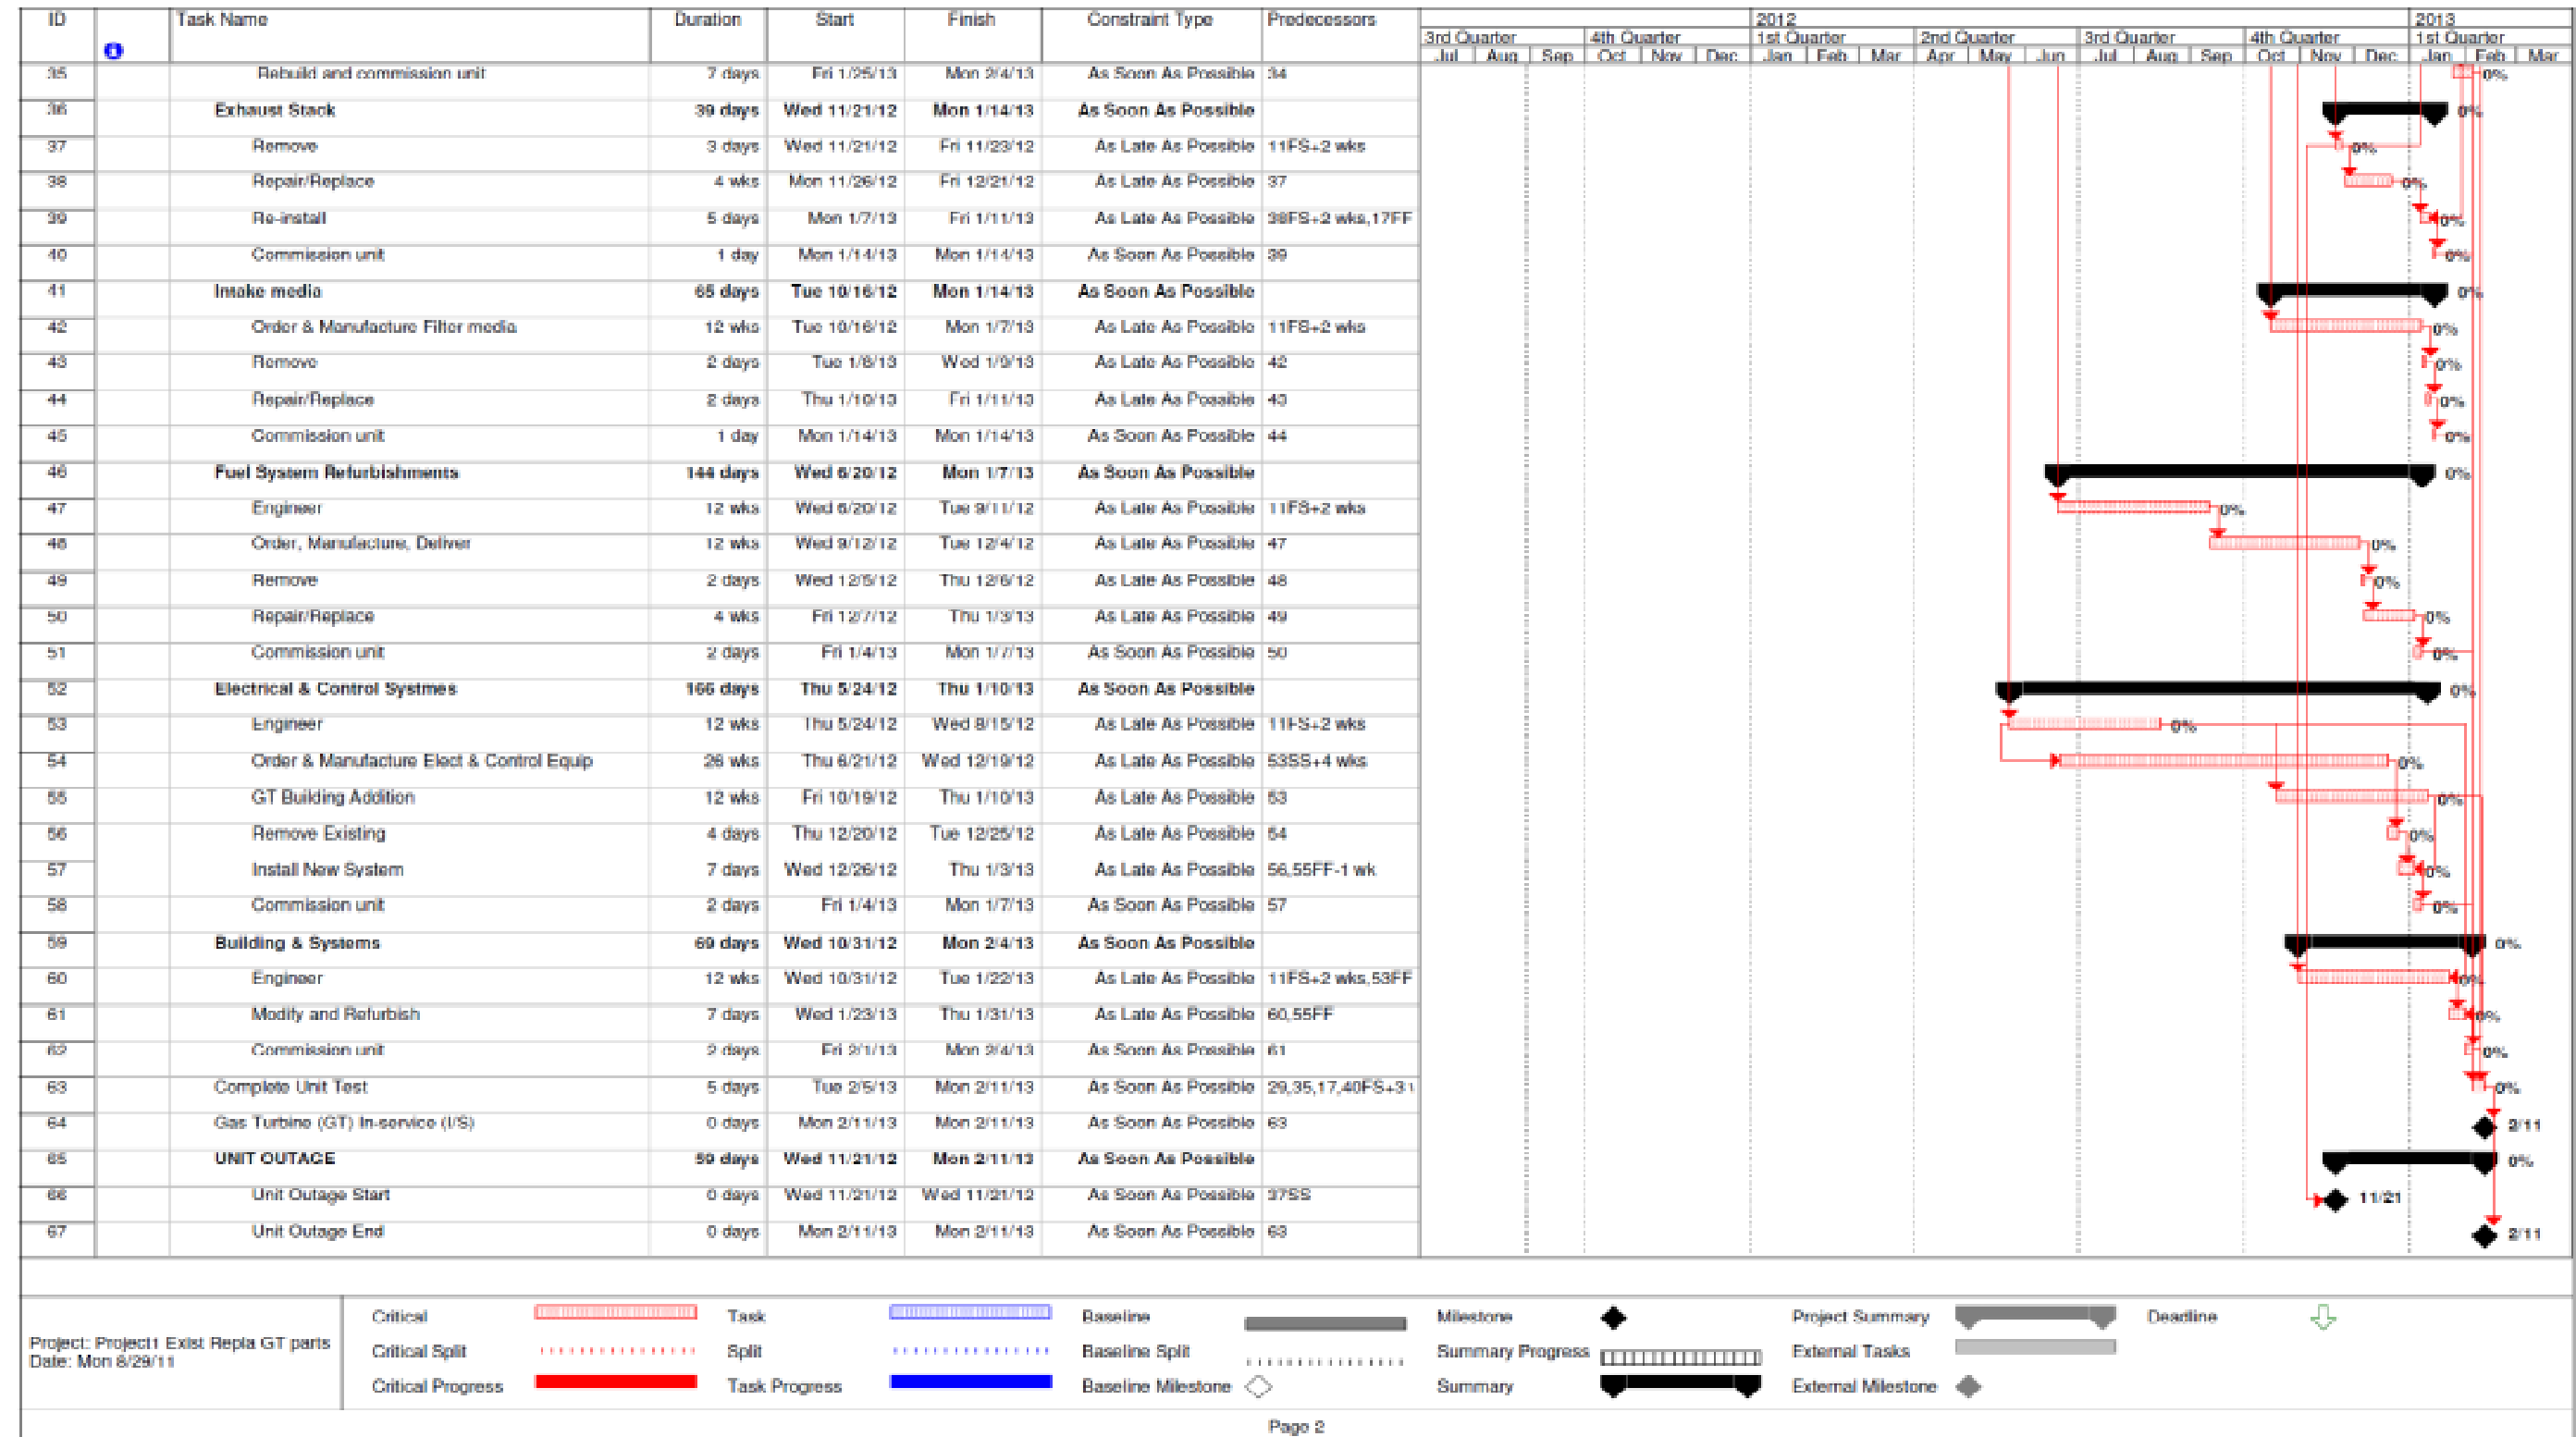 ID Task Name Duration Start Finish Constraint Type Predecessors 2012 2013
3rd Quarter 4th Quarter 1st Quarter 2nd Quarter 3rd Quarter 4th Quarter 1st Quarter
Jul Aug Sep Oct Nov Dec Jan Feb Mar Apr May Jun Jul Aug Sep Oct Nov Dec Jan Feb Mar
35 Rebuild and commission unit 7 days Fri 1/25/13 Mon 2/4/13 As Soon As Possible 34 0%
36 Exhaust Stack 39 days Wed 11/21/12 Mon 1/14/13 As Soon As Possible 0%
37 Remove 3 days Wed 11/21/12 Fri 11/23/12 As Late As Possible 11FS+2 wks 0%
38 Repair/Replace 4 wks Mon 11/26/12 Fri 12/21/12 As Late As Possible 37 0%
39 Re-install 5 days Mon 1/7/13 Fri 1/11/13 As Late As Possible 38FS+2 wks,17FF 0%
40 Commission unit 1 day Mon 1/14/13 Mon 1/14/13 As Soon As Possible 39 0%
41 Intake media 65 days Tue 10/16/12 Mon 1/14/13 As Soon As Possible 0%
42 Order & Manufacture Filter media 12 wks Tue 10/16/12 Mon 1/7/13 As Late As Possible 11FS+2 wks 0%
43 Remove 2 days Tue 1/8/13 Wed 1/9/13 As Late As Possible 42 0%
44 Repair/Replace 2 days Thu 1/10/13 Fri 1/11/13 As Late As Possible 43 0%
45 Commission unit 1 day Mon 1/14/13 Mon 1/14/13 As Soon As Possible 44 0%
46 Fuel System Refurbishments 144 days Wed 6/20/12 Mon 1/7/13 As Soon As Possible 0%
47 Engineer 12 wks Wed 6/20/12 Tue 9/11/12 As Late As Possible 11FS+2 wks 0%
48 Order, Manufacture, Deliver 12 wks Wed 9/12/12 Tue 12/4/12 As Late As Possible 47 0%
49 Remove 2 days Wed 12/5/12 Thu 12/6/12 As Late As Possible 48 0%
50 Repair/Replace 4 wks Fri 12/7/12 Thu 1/3/13 As Late As Possible 49 0%
51 Commission unit 2 days Fri 1/4/13 Mon 1/7/13 As Soon As Possible 50 0%
52 Electrical & Control Systmes 166 days Thu 5/24/12 Thu 1/10/13 As Soon As Possible 0%
53 Engineer 12 wks Thu 5/24/12 Wed 8/15/12 As Late As Possible 11FS+2 wks 0%
54 Order & Manufacture Elect & Control Equip 26 wks Thu 6/21/12 Wed 12/19/12 As Late As Possible 53SS+4 wks 0%
55 GT Building Addition 12 wks Fri 10/19/12 Thu 1/10/13 As Late As Possible 53 0%
56 Remove Existing 4 days Thu 12/20/12 Tue 12/25/12 As Late As Possible 54 0%
57 Install New System 7 days Wed 12/26/12 Thu 1/3/13 As Late As Possible 56,55FF-1 wk 0%
58 Commission unit 2 days Fri 1/4/13 Mon 1/7/13 As Soon As Possible 57 0%
59 Building & Systems 69 days Wed 10/31/12 Mon 2/4/13 As Soon As Possible 0%
60 Engineer 12 wks Wed 10/31/12 Tue 1/22/13 As Late As Possible 11FS+2 wks,53FF 0%
61 Modify and Refurbish 7 days Wed 1/23/13 Thu 1/31/13 As Late As Possible 60,55FF 0%
62 Commission unit 2 days Fri 2/1/13 Mon 2/4/13 As Soon As Possible 61 0%
63 Complete Unit Test 5 days Tue 2/5/13 Mon 2/11/13 As Soon As Possible 29,35,17,40FS+3 0%
64 Gas Turbine (GT) In-service (I/S) 0 days Mon 2/11/13 Mon 2/11/13 As Soon As Possible 63 2/11
65 UNIT OUTAGE 59 days Wed 11/21/12 Mon 2/11/13 As Soon As Possible 0%
66 Unit Outage Start 0 days Wed 11/21/12 Wed 11/21/12 As Soon As Possible 37SS 11/21
67 Unit Outage End 0 days Mon 2/11/13 Mon 2/11/13 As Soon As Possible 63 2/11
Project: Project1 Exist Repla GT parts
Date: Mon 8/29/11
Critical Task Baseline Milestone Project Summary Deadline
Critical Split Split Baseline Split Summary Progress External Tasks
Critical Progress Task Progress Baseline Milestone Summary External Milestone
Page 2